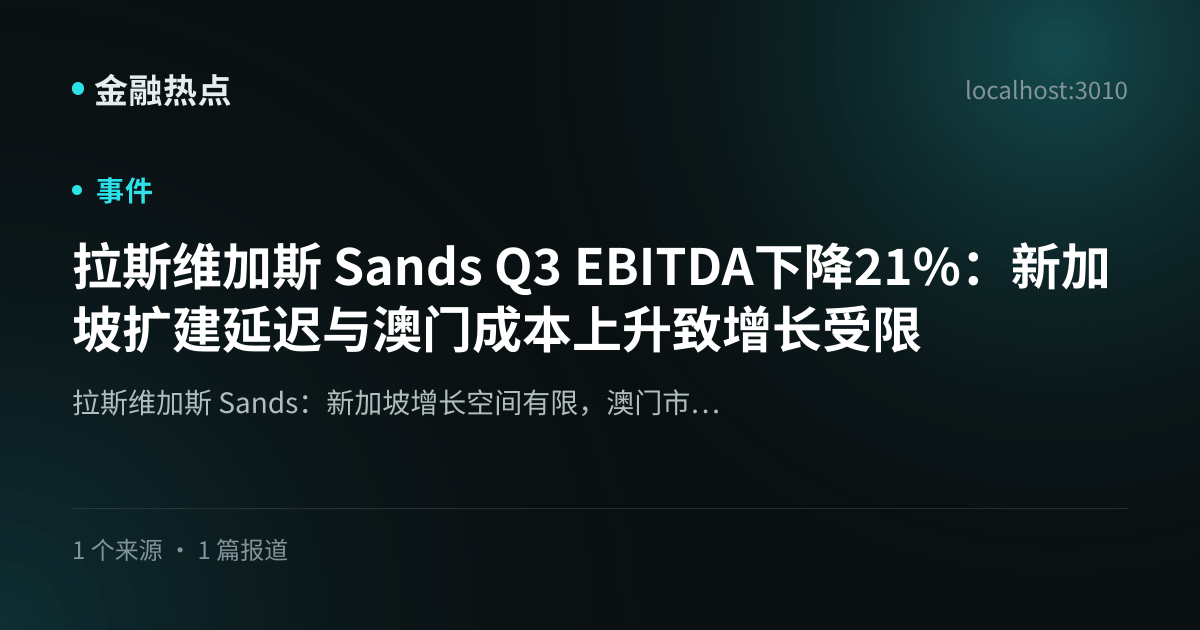 金融热点
localhost:3010
事件
拉斯维加斯 Sands Q3 EBITDA下降21%：新加
坡扩建延迟与澳门成本上升致增长受限
拉斯维加斯 Sands：新加坡增长空间有限，澳门市…
1 个来源 · 1 篇报道